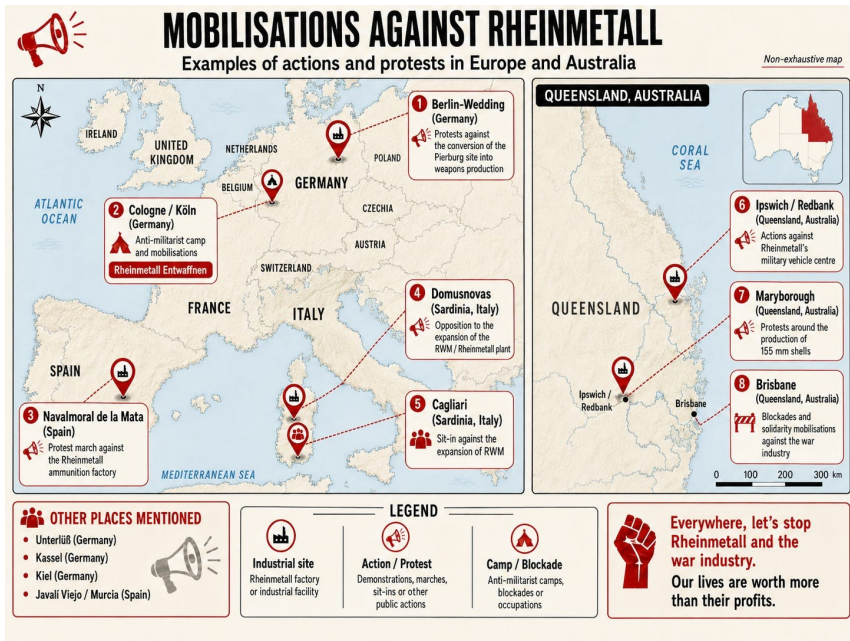 MOBILISATIONS AGAINST RHEINMETALL
Examples of actions and protests in Europe and Australia
Non-exhaustive map
N
IRELAND
UNITED
KINGDOM
NETHERLANDS
BELGIUM
GERMANY
POLAND
CZECHIA
AUSTRIA
SWITZERLAND
FRANCE
ITALY
SPAIN
ATLANTIC
OCEAN
MEDITERRANEAN SEA
1 Berlin-Wedding
(Germany)
Protests against
the conversion of the
Pierburg site into
weapons production
2 Cologne / Köln
(Germany)
Anti-militarist camp
and mobilisations
Rheinmetall Entwaffnen
3 Navalmoral de la Mata
(Spain)
Protest march against
the Rheinmetall
ammunition factory
4 Domusnovas
(Sardinia, Italy)
Opposition to the
expansion of the
RWM / Rheinmetall plant
5 Cagliari
(Sardinia, Italy)
Sit-in against the
expansion of RWM
QUEENSLAND, AUSTRALIA
CORAL
SEA
QUEENSLAND
Ipswich /
Redbank
Brisbane
6 Ipswich / Redbank
(Queensland, Australia)
Actions against
Rheinmetall's
military vehicle centre
7 Maryborough
(Queensland, Australia)
Protests around the
production of
155 mm shells
8 Brisbane
(Queensland, Australia)
Blockades and
solidarity mobilisations
against the war
industry
0 100 200 300 km
OTHER PLACES MENTIONED
• Unterlüß (Germany)
• Kassel (Germany)
• Kiel (Germany)
• Javalí Viejo / Murcia (Spain)
LEGEND
Industrial site
Rheinmetall factory
or industrial facility
Action / Protest
Demonstrations, marches,
sit-ins or other
public actions
Camp / Blockade
Anti-militarist camps,
blockades or
occupations
Everywhere, let's stop
Rheinmetall and the
war industry.
Our lives are worth more
than their profits.